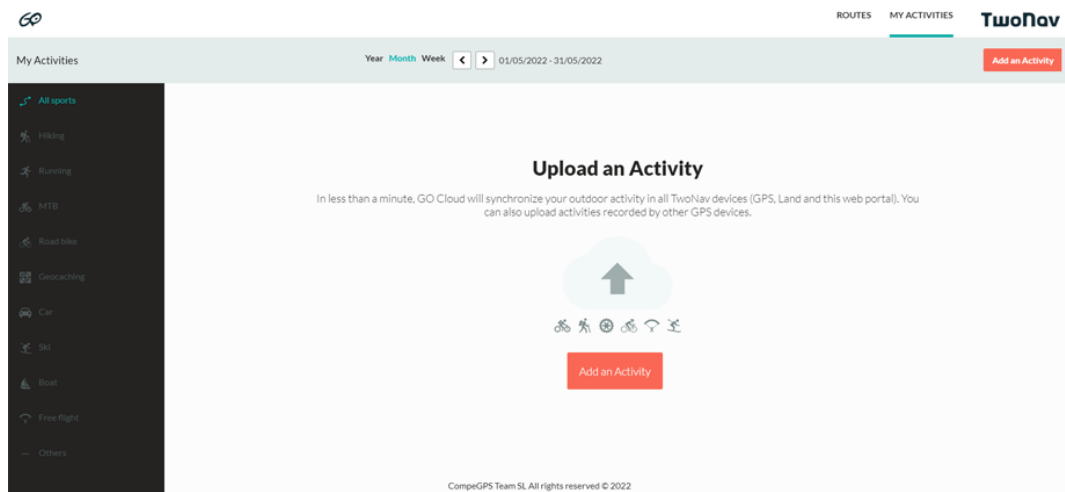 GO
ROUTES MY ACTIVITIES TwoNav
My Activities
Year Month Week 01/05/2022 - 31/05/2022
Add an Activity
All sports
Hiking
Running
MTB
Road bike
Geocaching
Car
Ski
Boat
Free flight
Others
Upload an Activity
In less than a minute, GO Cloud will synchronize your outdoor activity in all TwoNav devices (GPS, Land and this web portal). You
can also upload activities recorded by other GPS devices.
Add an Activity
CompeGPS Team SL All rights reserved © 2022